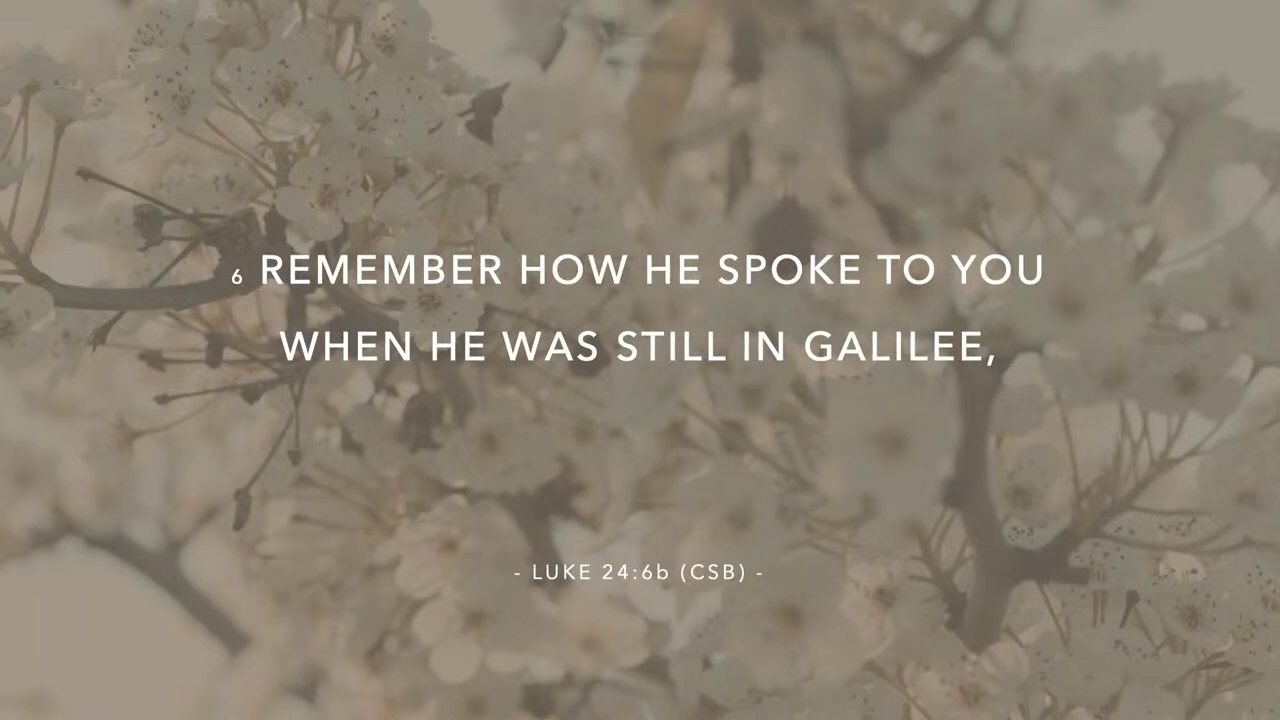 6 REMEMBER HOW HE SPOKE TO YOU
WHEN HE WAS STILL IN GALILEE,
- LUKE 24:6b (CSB) -